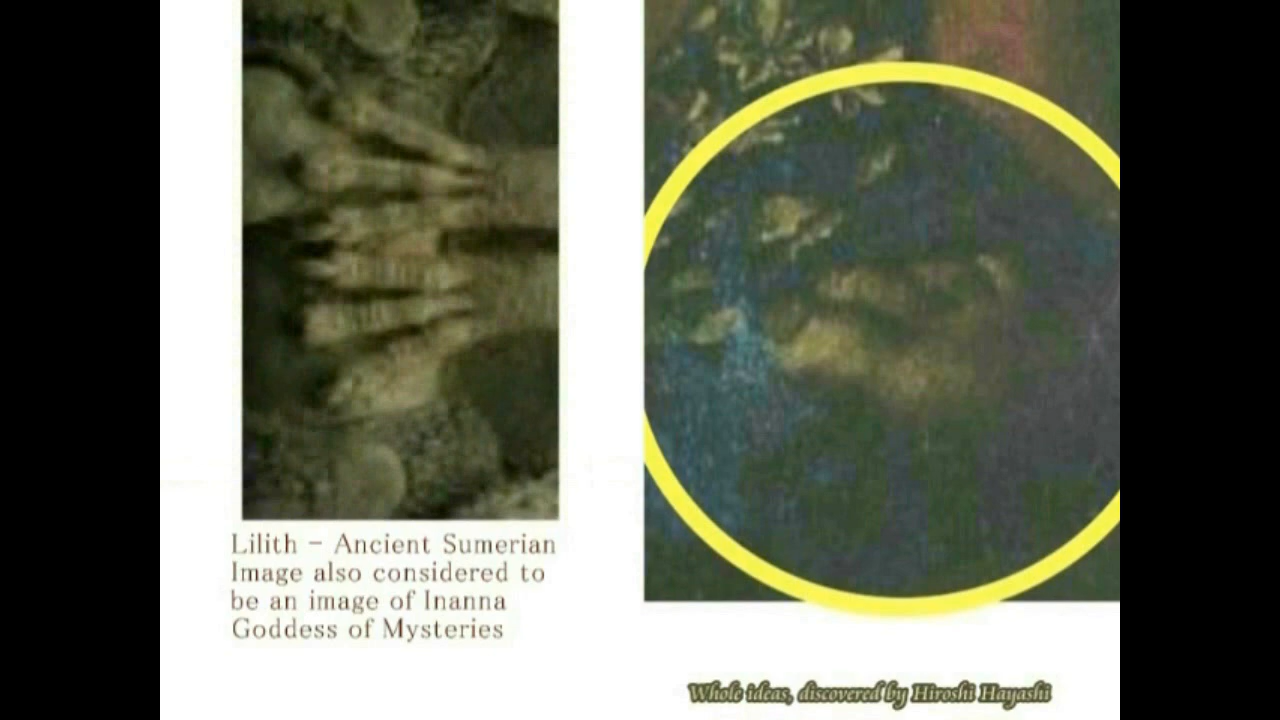 Lilith – Ancient Sumerian
Image also considered to
be an image of Inanna
Goddess of Mysteries
Whole ideas, discovered by Hiroshi Hayashi